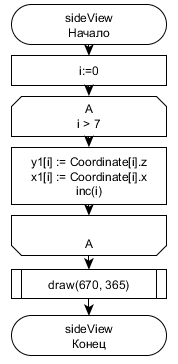 sideView
Начало
i:=0
A
i > 7
y1[i] := Coordinate[i].z
x1[i] := Coordinate[i].x
inc(i)
A
draw(670, 365)
sideView
Конец